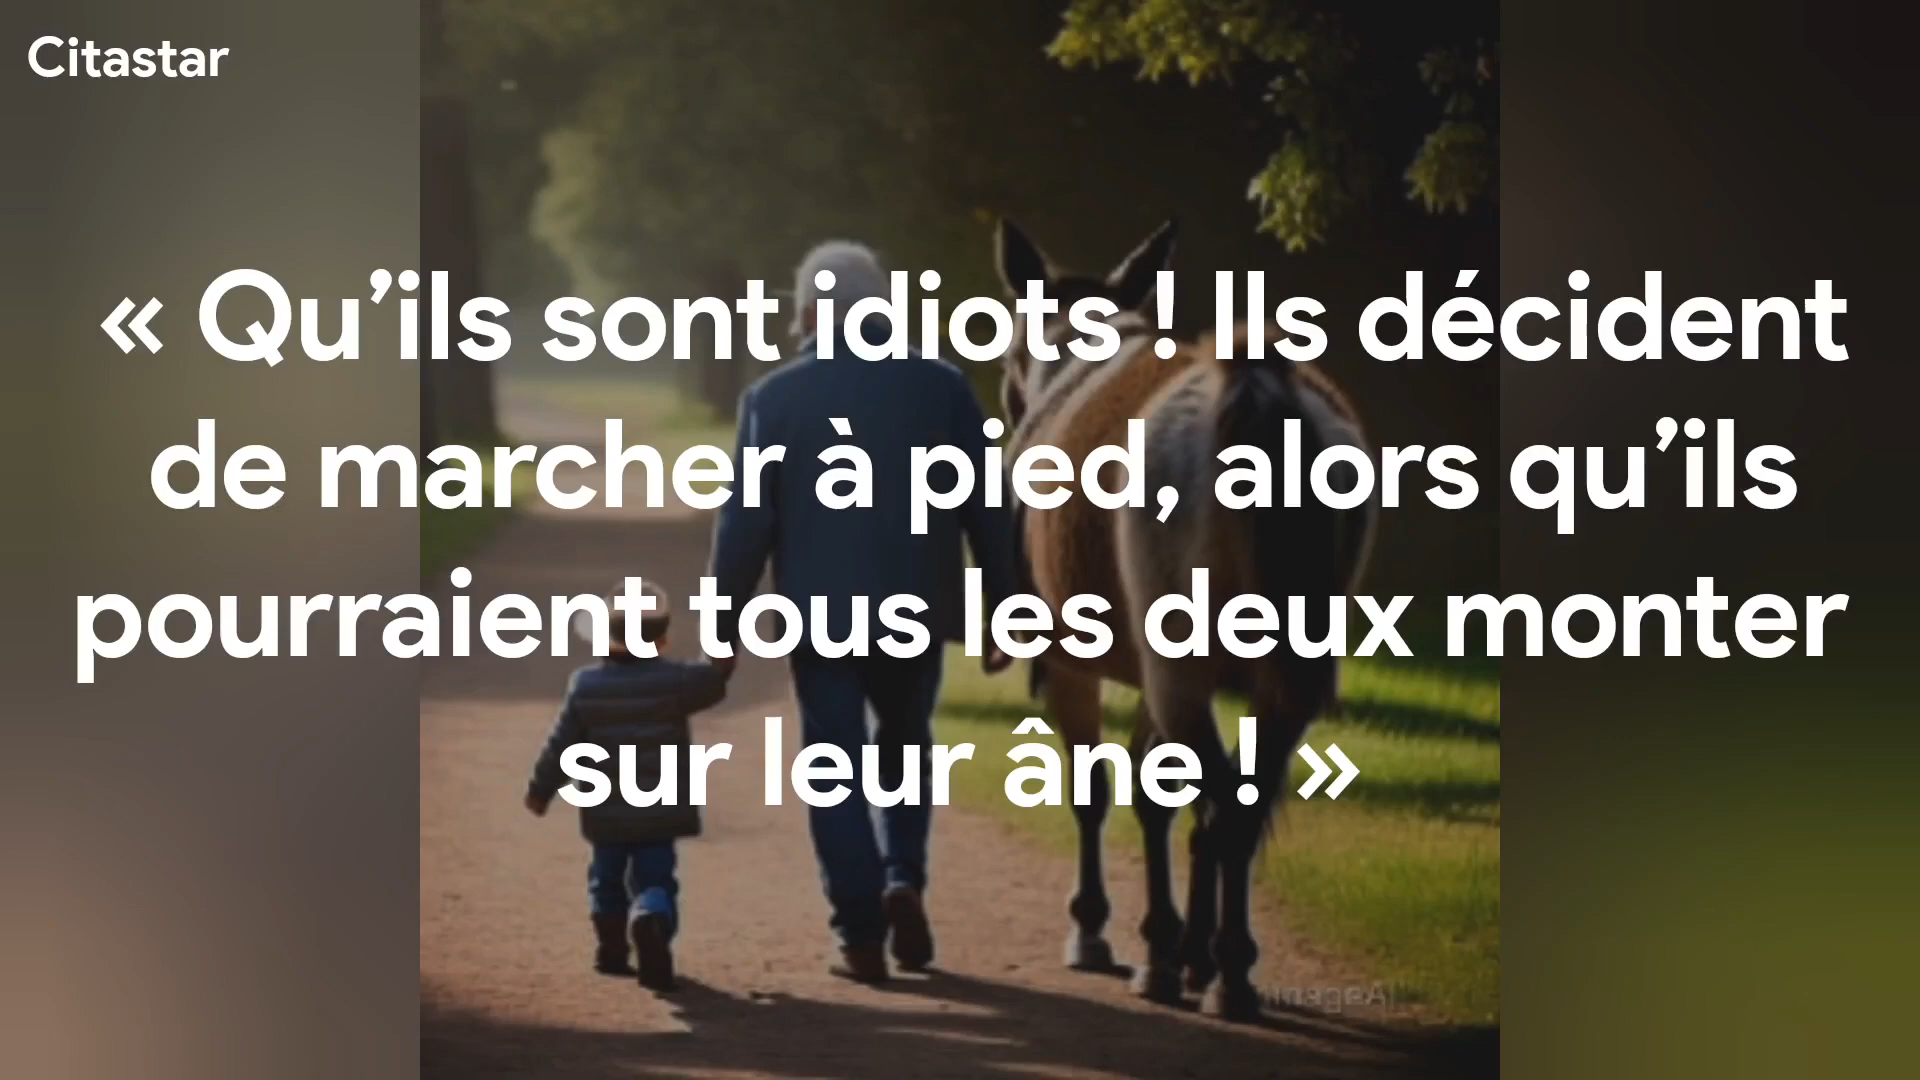 Citastar
« Qu’ils sont idiots ! Ils décident
de marcher à pied, alors qu’ils
pourraient tous les deux monter
sur leur âne ! »
ImageAI